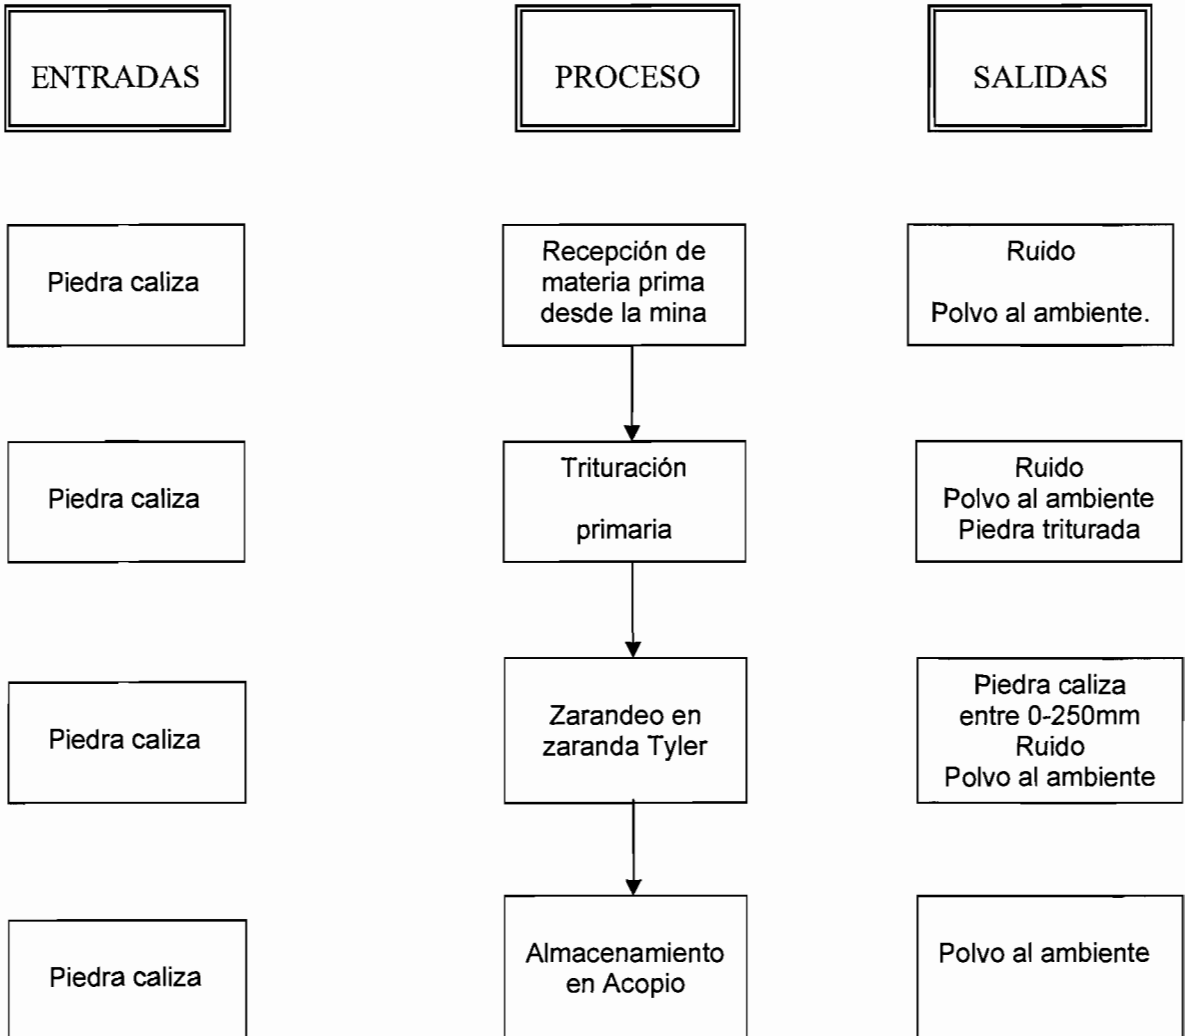 ENTRADAS
PROCESO
SALIDAS
Piedra caliza
Recepción de
materia prima
desde la mina
Ruido
Polvo al ambiente.
Piedra caliza
Trituración
primaria
Ruido
Polvo al ambiente
Piedra triturada
Piedra caliza
Zarandeo en
zaranda Tyler
Piedra caliza
entre 0-250mm
Ruido
Polvo al ambiente
Piedra caliza
Almacenamiento
en Acopio
Polvo al ambiente